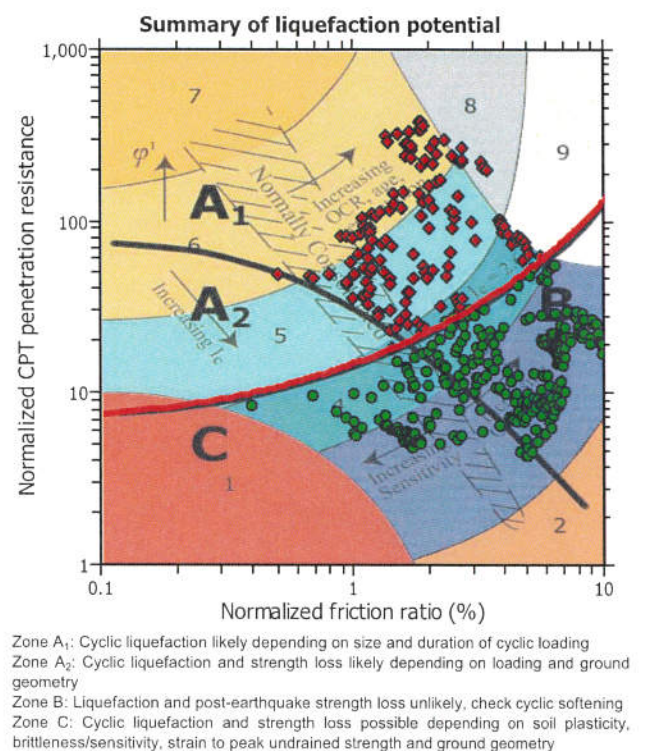 Summary of liquefaction potential
1,000
7
8
φ'
9
Increasing
OCR, age,
Normally
A1
100
6
A2
B
Increasing Ic
5
10
4
C
1
Increasing
Sensitivity
2
1
0.1
1
10
Normalized CPT penetration resistance
Normalized friction ratio (%)
Zone A1: Cyclic liquefaction likely depending on size and duration of cyclic loading
Zone A2: Cyclic liquefaction and strength loss likely depending on loading and ground
geometry
Zone B: Liquefaction and post-earthquake strength loss unlikely, check cyclic softening
Zone C: Cyclic liquefaction and strength loss possible depending on soil plasticity,
brittleness/sensitivity, strain to peak undrained strength and ground geometry